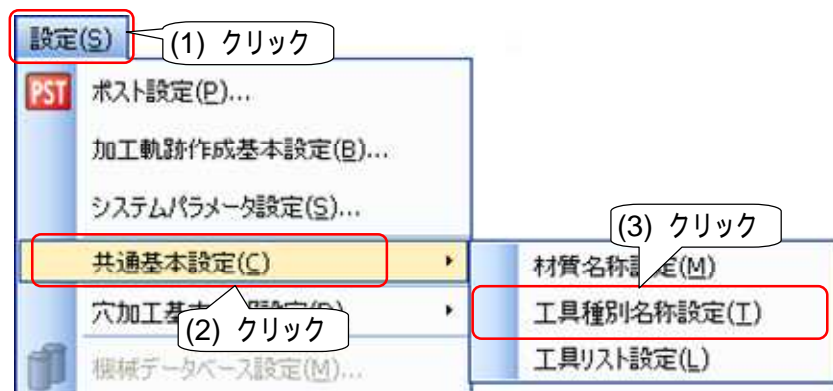 設定(S)
(1) クリック
PST ポスト設定(P)...
加工軌跡作成基本設定(B)...
システムパラメータ設定(S)...
(3) クリック
共通基本設定(C)
材質名称設定(M)
穴加工基
(2) クリック
工具種別名称設定(T)
機械データベース設定(M)...
工具リスト設定(L)